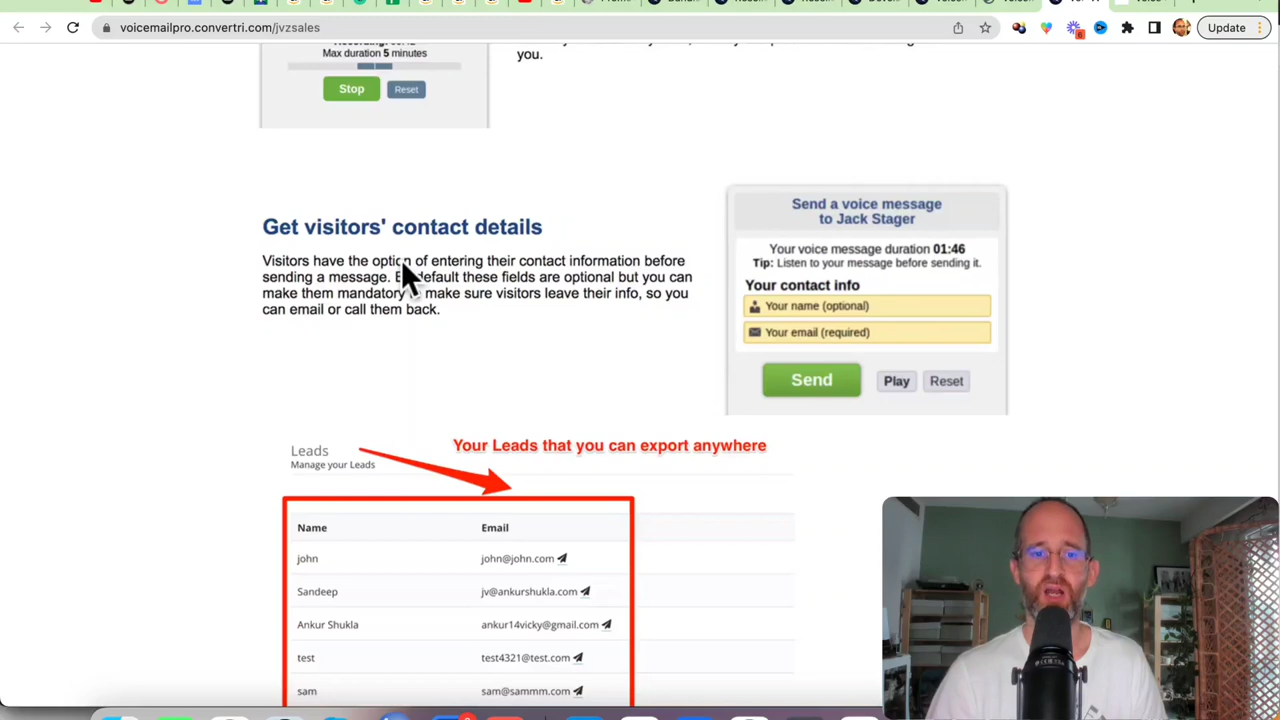 voicemailpro.convertri.com/jvzsales
Update
6
Max duration 5 minutes
Stop
Reset
you.
Get visitors' contact details
Visitors have the option of entering their contact information before
sending a message. default these fields are optional but you can
make them mandatory make sure visitors leave their info, so you
can email or call them back.
Send a voice message
to Jack Stager
Your voice message duration 01:46
Tip: Listen to your message before sending it.
Your contact info
Your name (optional)
Your email (required)
Send
Play
Reset
Leads
Manage your Leads
Your Leads that you can export anywhere
Name Email
john john@john.com
Sandeep jv@ankurshukla.com
Ankur Shukla ankur14vicky@gmail.com
test test4321@test.com
sam sam@sammm.com